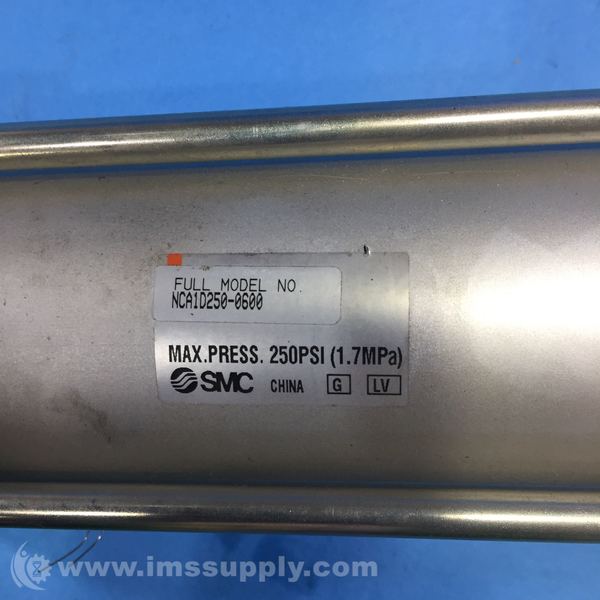 FULL MODEL NO.
NCA1D250-0600
MAX.PRESS. 250PSI (1.7MPa)
SMC CHINA G LV
www.imssupply.com